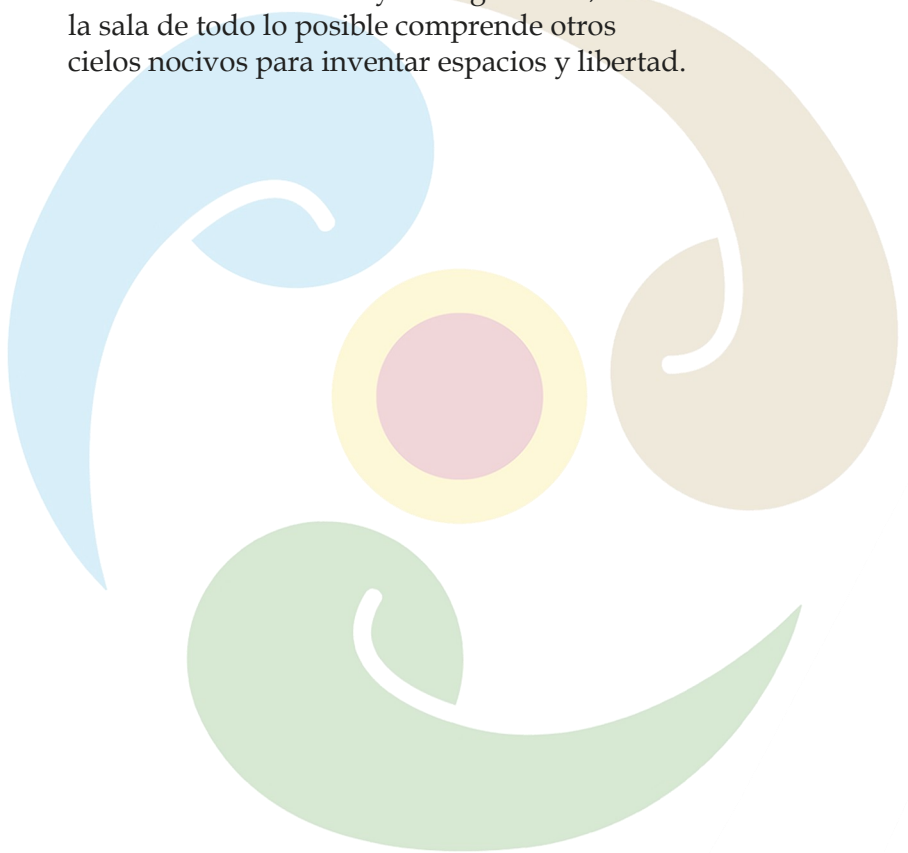 la sala de todo lo posible comprende otros
cielos nocivos para inventar espacios y libertad.